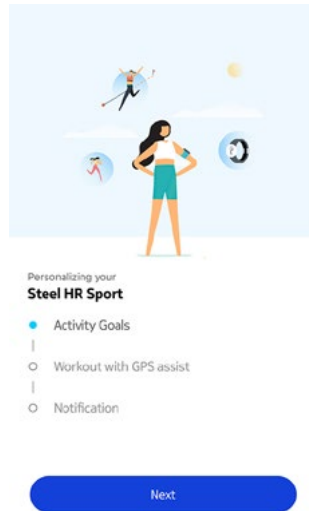 Personalizing your
Steel HR Sport
Activity Goals
Workout with GPS assist
Notification
Next